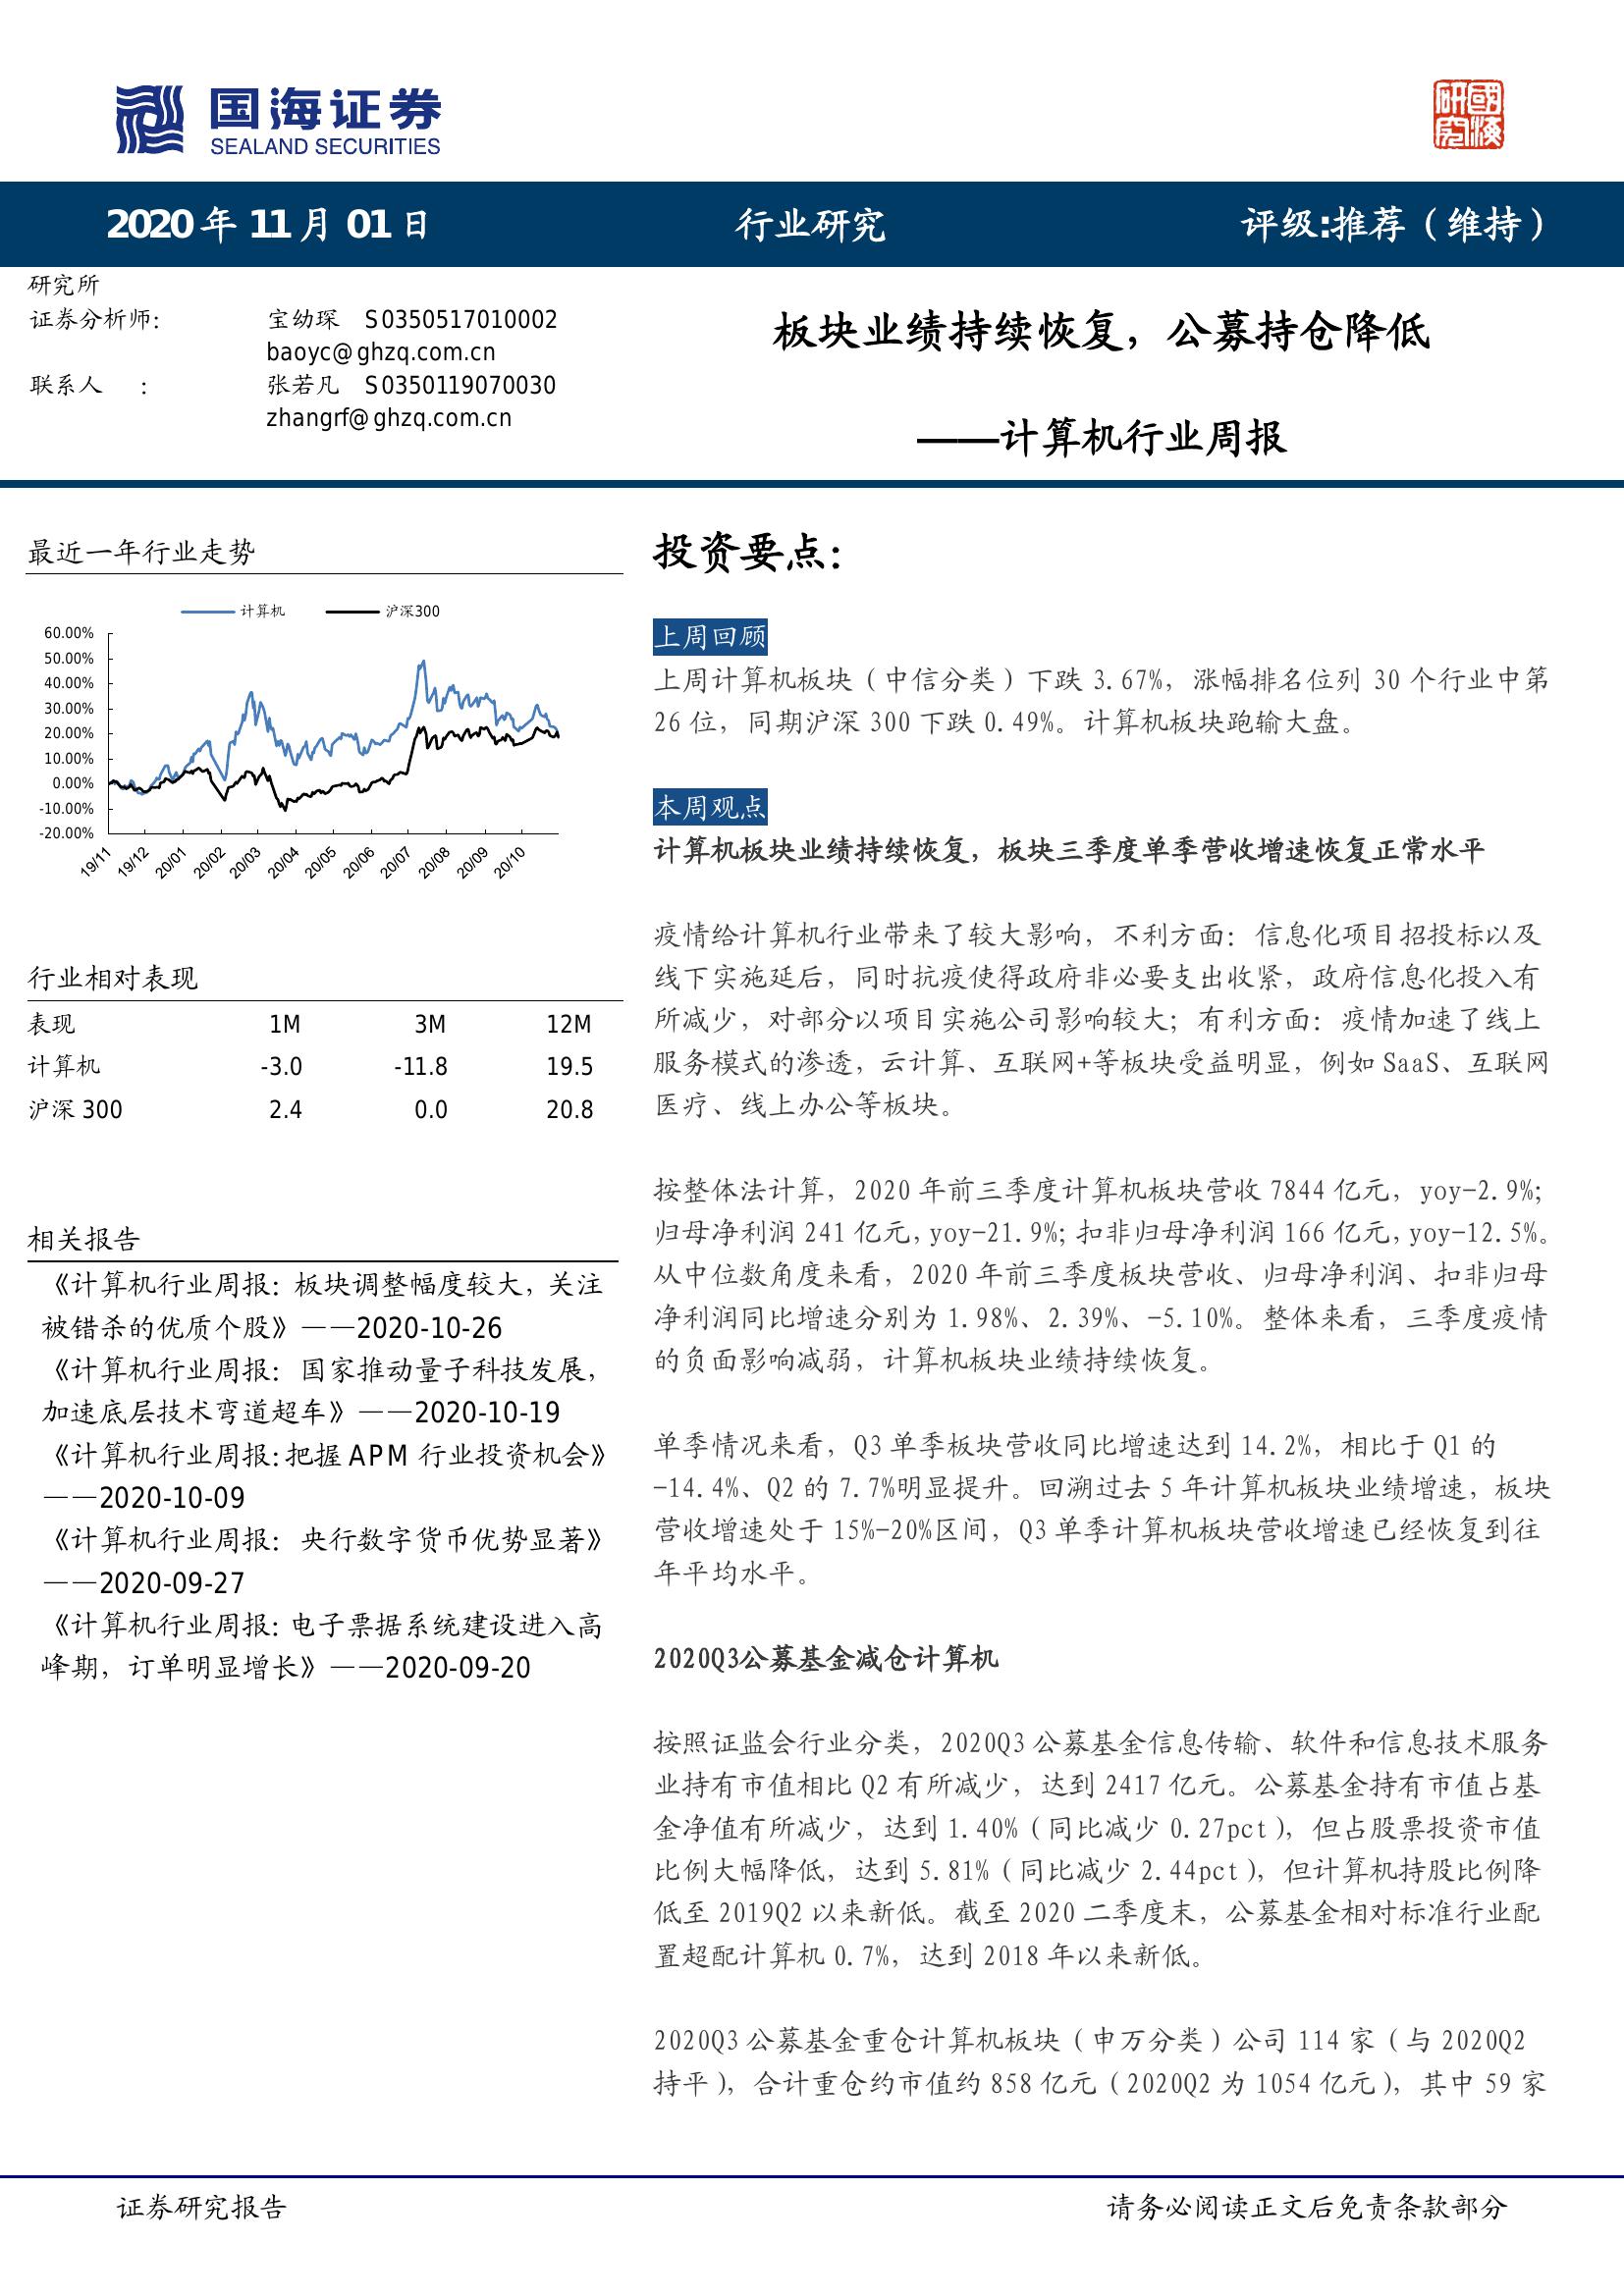 国海证券
SEALAND SECURITIES
國海
研究
2020 年 11 月 01 日
行业研究
评级:推荐（维持）
研究所
证券分析师: 宝幼琛 S0350517010002
baoyc@ghzq.com.cn
联系人 : 张若凡 S0350119070030
zhangrf@ghzq.com.cn
板块业绩持续恢复，公募持仓降低
——计算机行业周报
最近一年行业走势
计算机 沪深300
60.00%
50.00%
40.00%
30.00%
20.00%
10.00%
0.00%
-10.00%
-20.00%
19/11 19/12 20/01 20/02 20/03 20/04 20/05 20/06 20/07 20/08 20/09 20/10
行业相对表现
表现 1M 3M 12M
计算机 -3.0 -11.8 19.5
沪深 300 2.4 0.0 20.8
相关报告
《计算机行业周报：板块调整幅度较大，关注
被错杀的优质个股》——2020-10-26
《计算机行业周报：国家推动量子科技发展，
加速底层技术弯道超车》——2020-10-19
《计算机行业周报:把握 APM 行业投资机会》
——2020-10-09
《计算机行业周报：央行数字货币优势显著》
——2020-09-27
《计算机行业周报:电子票据系统建设进入高
峰期，订单明显增长》——2020-09-20
投资要点：
上周回顾
上周计算机板块（中信分类）下跌 3.67%，涨幅排名位列 30 个行业中第
26 位，同期沪深 300 下跌 0.49%。计算机板块跑输大盘。
本周观点
计算机板块业绩持续恢复，板块三季度单季营收增速恢复正常水平
疫情给计算机行业带来了较大影响，不利方面：信息化项目招投标以及
线下实施延后，同时抗疫使得政府非必要支出收紧，政府信息化投入有
所减少，对部分以项目实施公司影响较大；有利方面：疫情加速了线上
服务模式的渗透，云计算、互联网+等板块受益明显，例如 SaaS、互联网
医疗、线上办公等板块。
按整体法计算，2020 年前三季度计算机板块营收 7844 亿元，yoy-2.9%；
归母净利润 241 亿元，yoy-21.9%；扣非归母净利润 166 亿元，yoy-12.5%。
从中位数角度来看，2020 年前三季度板块营收、归母净利润、扣非归母
净利润同比增速分别为 1.98%、2.39%、-5.10%。整体来看，三季度疫情
的负面影响减弱，计算机板块业绩持续恢复。
单季情况来看，Q3 单季板块营收同比增速达到 14.2%，相比于 Q1 的
-14.4%、Q2 的 7.7%明显提升。回溯过去 5 年计算机板块业绩增速，板块
营收增速处于 15%-20%区间，Q3 单季计算机板块营收增速已经恢复到往
年平均水平。
2020Q3公募基金减仓计算机
按照证监会行业分类，2020Q3 公募基金信息传输、软件和信息技术服务
业持有市值相比 Q2 有所减少，达到 2417 亿元。公募基金持有市值占基
金净值有所减少，达到 1.40%（同比减少 0.27pct），但占股票投资市值
比例大幅降低，达到 5.81%（同比减少 2.44pct），但计算机持股比例降
低至 2019Q2 以来新低。截至 2020 二季度末，公募基金相对标准行业配
置超配计算机 0.7%，达到 2018 年以来新低。
2020Q3 公募基金重仓计算机板块（申万分类）公司 114 家（与 2020Q2
持平），合计重仓约市值约 858 亿元（2020Q2 为 1054 亿元），其中 59 家
证券研究报告
请务必阅读正文后免责条款部分